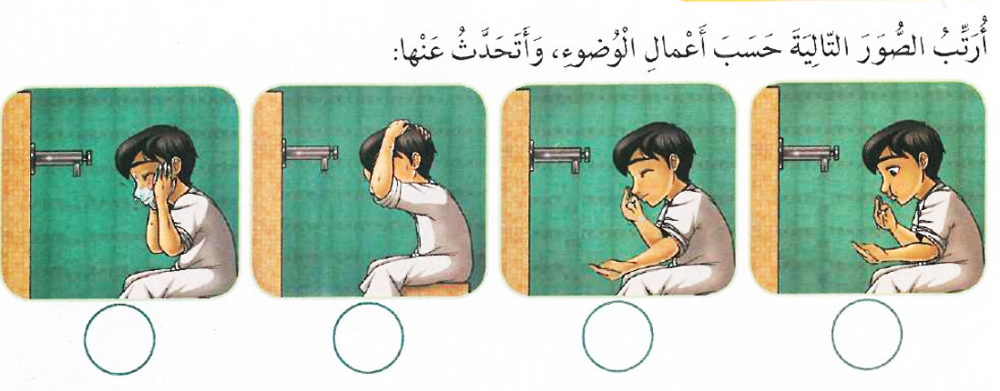 أُرَتِّبُ الصُّوَرَ التّالِيَةَ حَسَبَ أَعْمالِ الْوُضوءِ، وَأَتَحَدَّثُ عَنْها: